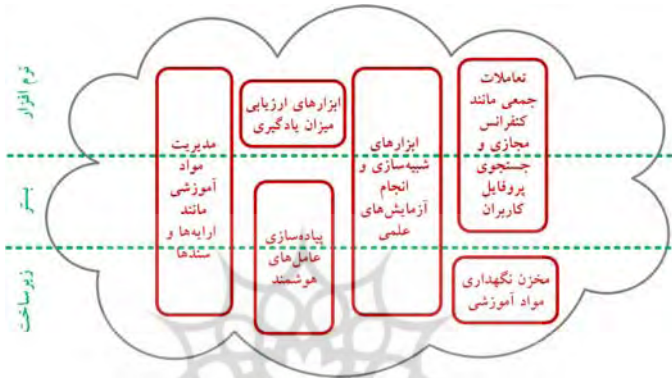 نرم افزار
بستر
زیرساخت
تعاملات
جمعی مانند
کنفرانس
مجازی و
جستجوی
پروفایل
کاربران
مخزن نگهداری
مواد آموزشی
ابزارهای
شبیه‌سازی و
انجام
آزمایش‌های
علمی
ابزارهای ارزیابی
میزان یادگیری
پیاده‌سازی
عامل‌های
هوشمند
مدیریت
مواد
آموزشی
مانند
ارایه‌ها و
سندها